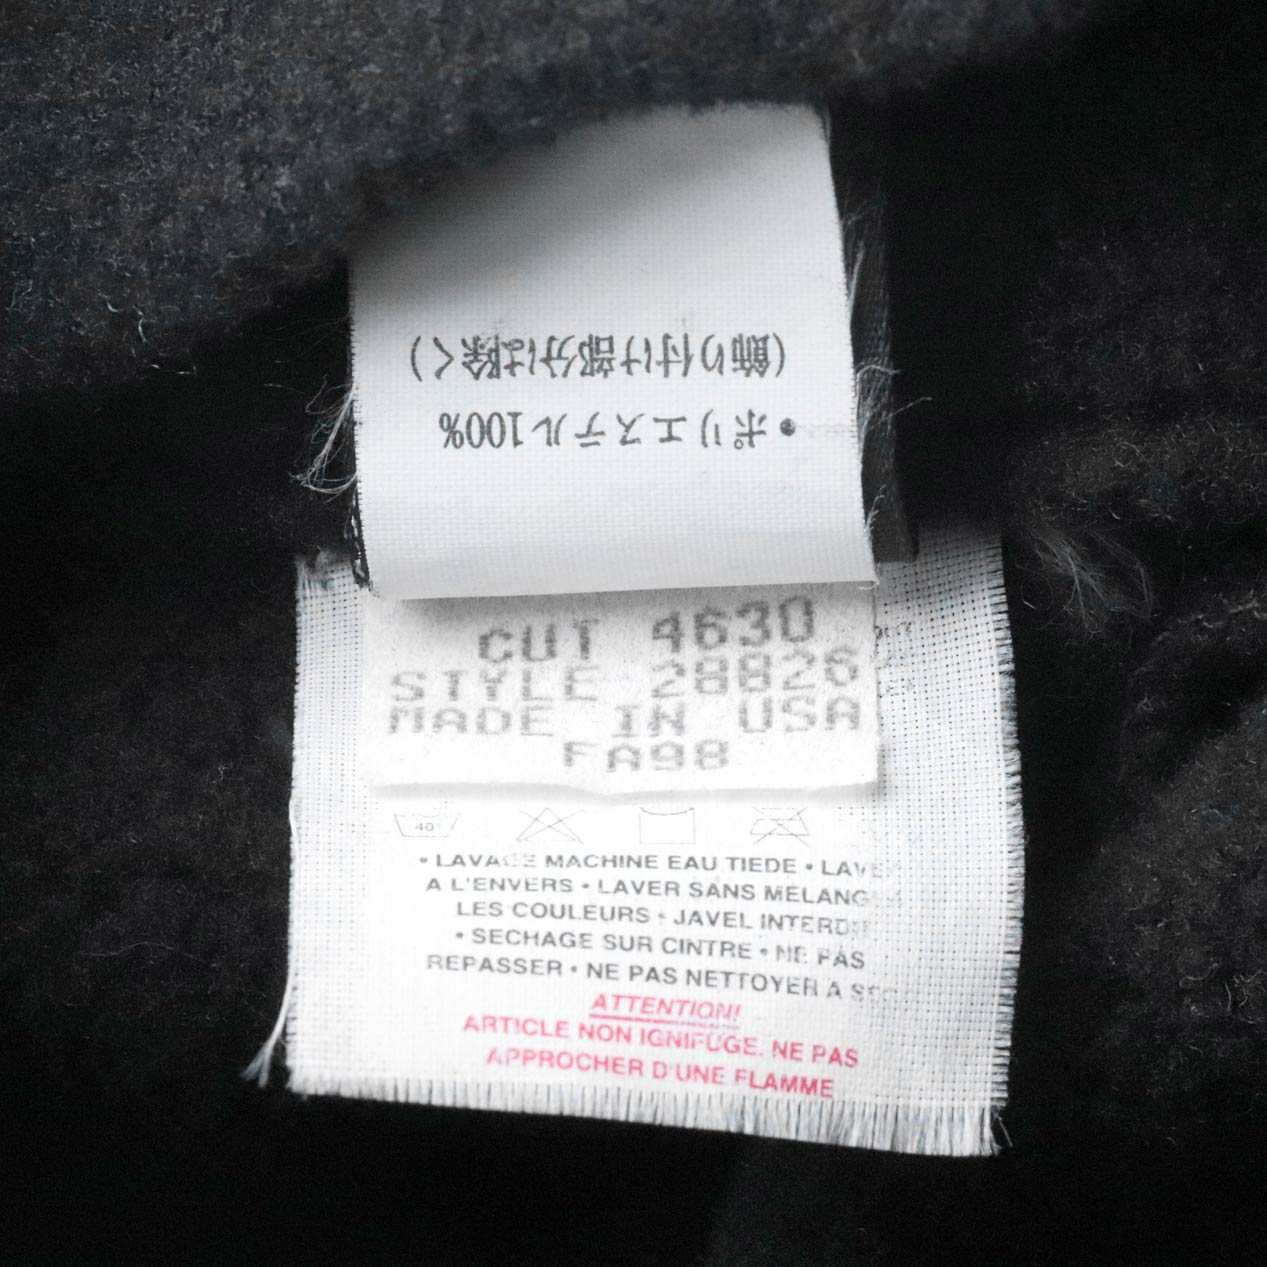 ・ポリエステル100%
(飾り付け部分は除く)
CUT 4630
STYLE 28826
MADE IN USA
FA98
40°
• LAVAGE MACHINE EAU TIEDE • LAVER
A L'ENVERS • LAVER SANS MELANGER
LES COULEURS • JAVEL INTERDIT
• SECHAGE SUR CINTRE • NE PAS
REPASSER • NE PAS NETTOYER A SEC
ATTENTION!
ARTICLE NON IGNIFUGE. NE PAS
APPROCHER D'UNE FLAMME